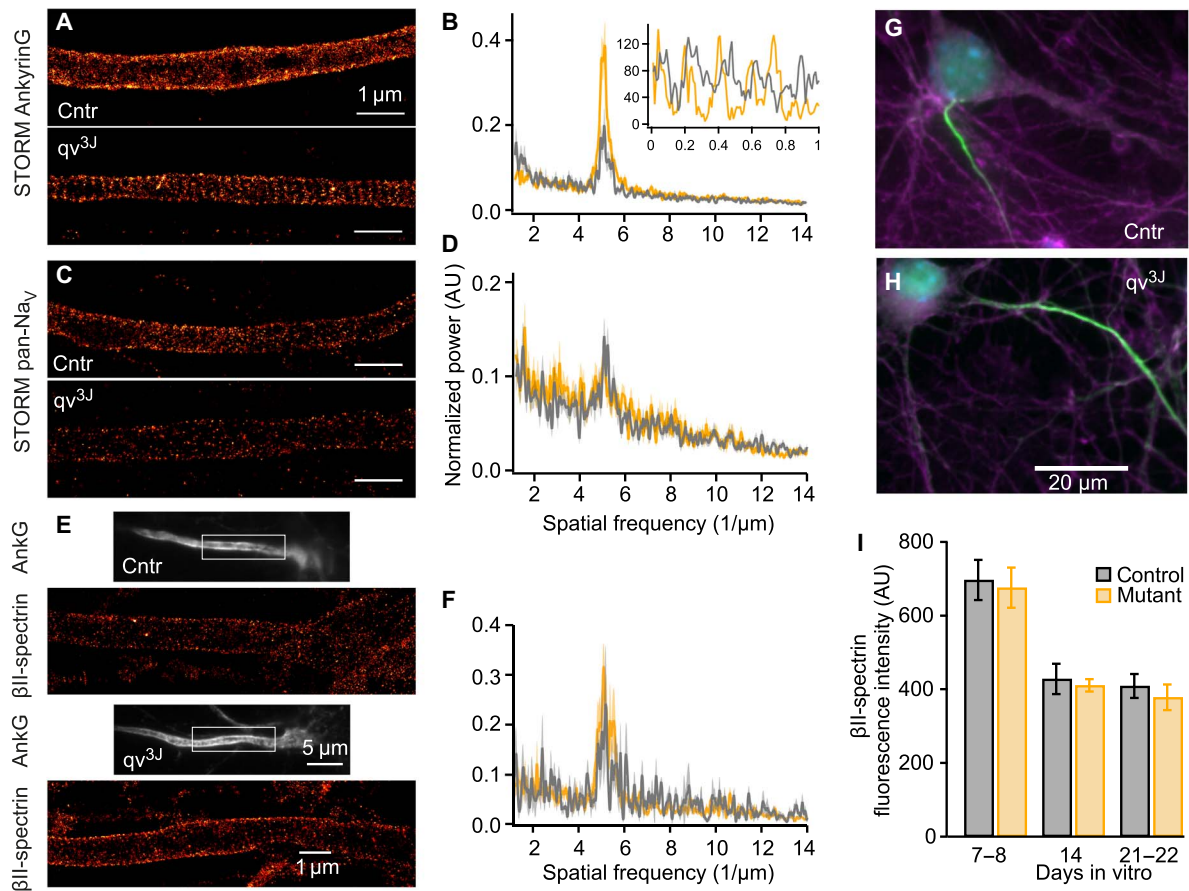 A
STORM AnkyringG
Cntr
1 µm
qv3J
B
0.4
0.2
0.0
2 4 6 8 10 12 14
120
80
40
0
0 0.2 0.4 0.6 0.8 1
C
STORM pan-NaV
Cntr
qv3J
D
Normalized power (AU)
0.2
0.1
0.0
2 4 6 8 10 12 14
Spatial frequency (1/µm)
E
AnkG
Cntr
βII-spectrin
AnkG
qv3J
5 µm
βII-spectrin
1 µm
F
0.4
0.3
0.2
0.1
0.0
2 4 6 8 10 12 14
Spatial frequency (1/µm)
G
Cntr
H
qv3J
20 µm
I
βII-spectrin
fluorescence intensity (AU)
800
600
400
200
0
Control
Mutant
7–8 14 21–22
Days in vitro